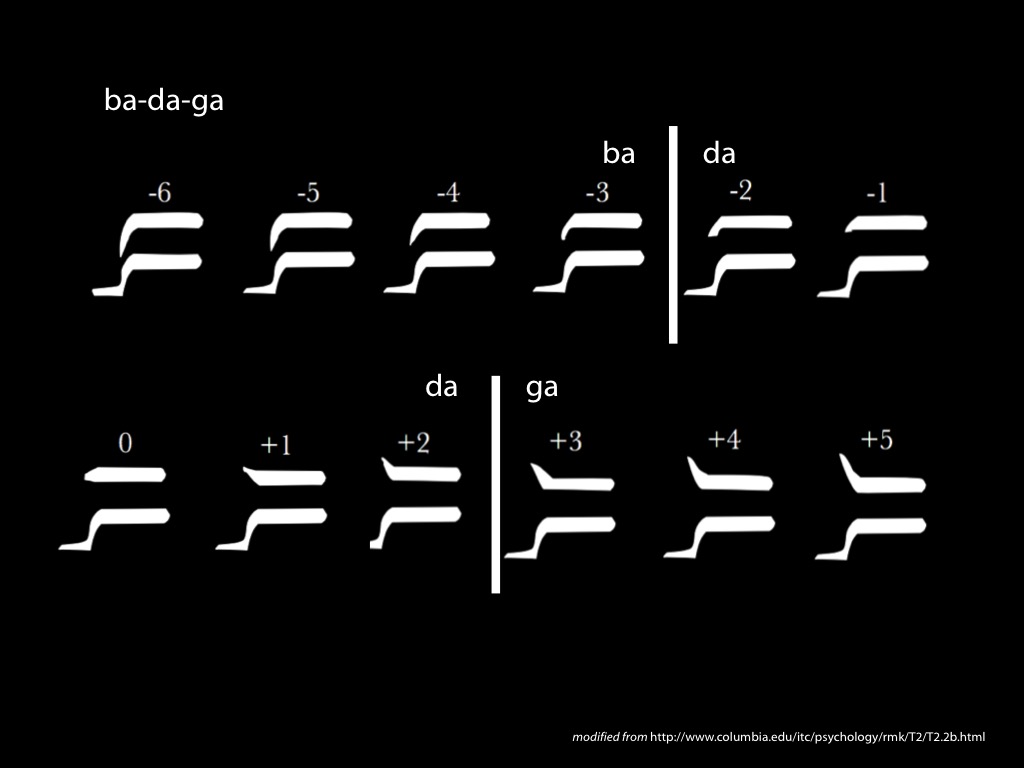 ba-da-ga
ba da
-6 -5 -4 -3 -2 -1
da ga
0 +1 +2 +3 +4 +5
modified from http://www.columbia.edu/itc/psychology/rmk/T2/T2.2b.html